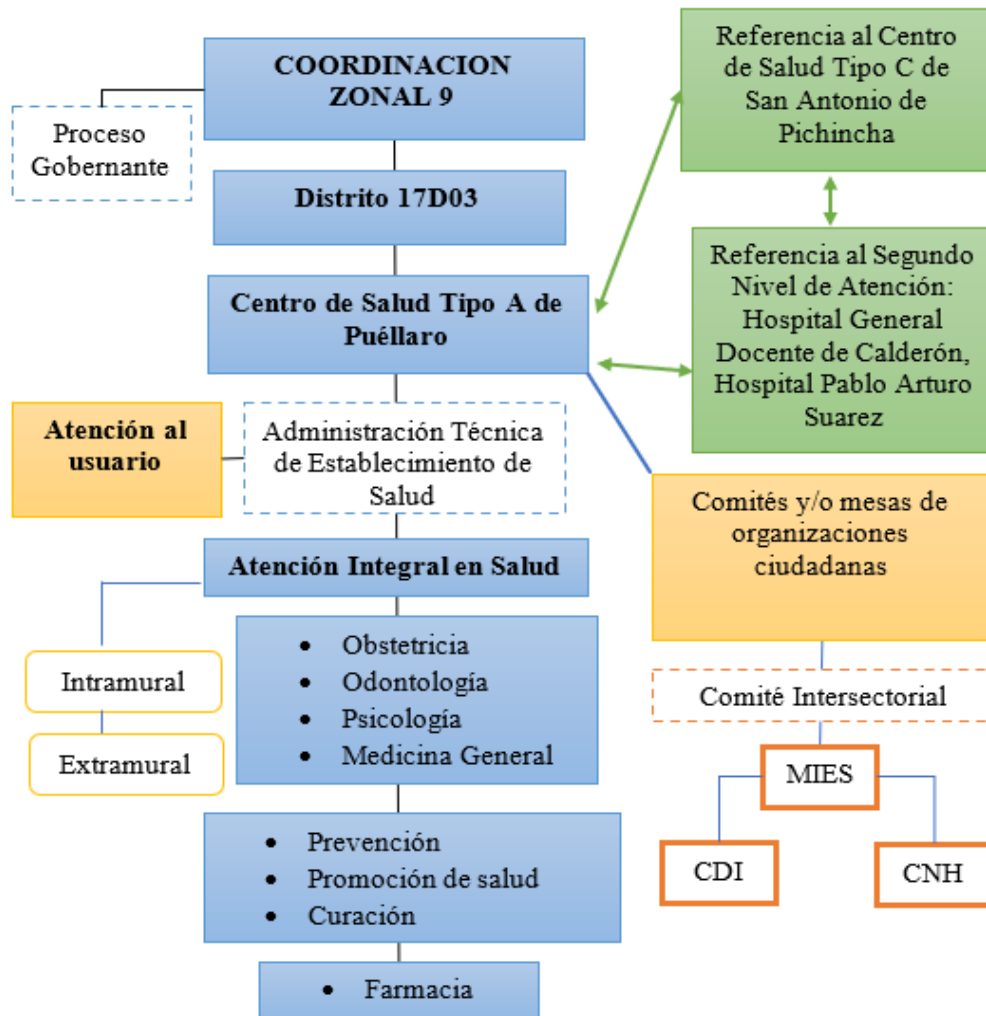 COORDINACION
ZONAL 9
Proceso
Gobernante
Distrito 17D03
Centro de Salud Tipo A de
Puéllaro
Atención al
usuario
Administración Técnica
de Establecimiento de
Salud
Atención Integral en Salud
Intramural
Extramural
• Obstetricia
• Odontología
• Psicología
• Medicina General
• Prevención
• Promoción de salud
• Curación
• Farmacia
Referencia al Centro
de Salud Tipo C de
San Antonio de
Pichincha
Referencia al Segundo
Nivel de Atención:
Hospital General
Docente de Calderón,
Hospital Pablo Arturo
Suarez
Comités y/o mesas de
organizaciones
ciudadanas
Comité Intersectorial
MIES
CDI
CNH